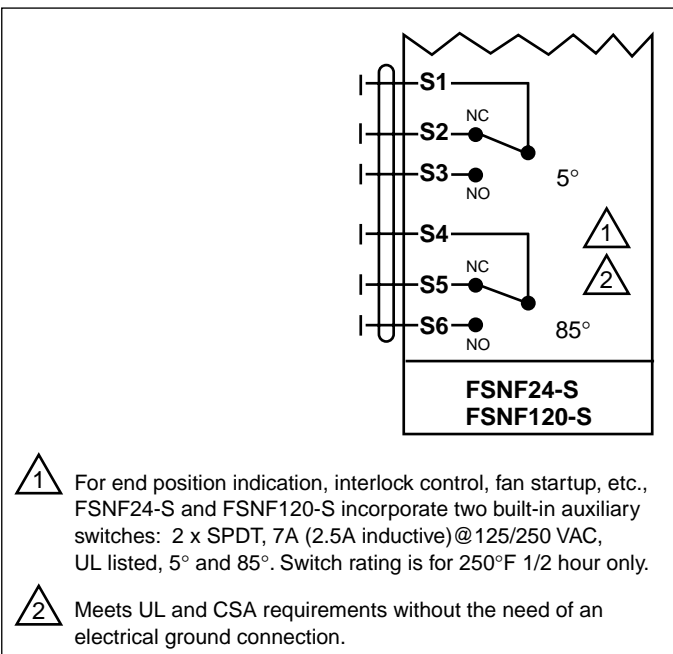 S1
NC
S2
S3
5°
NO
S4
1
NC
2
S5
S6
85°
NO
FSNF24-S
FSNF120-S
1 For end position indication, interlock control, fan startup, etc.,
FSNF24-S and FSNF120-S incorporate two built-in auxiliary
switches: 2 x SPDT, 7A (2.5A inductive)@125/250 VAC,
UL listed, 5° and 85°. Switch rating is for 250°F 1/2 hour only.
2 Meets UL and CSA requirements without the need of an
electrical ground connection.